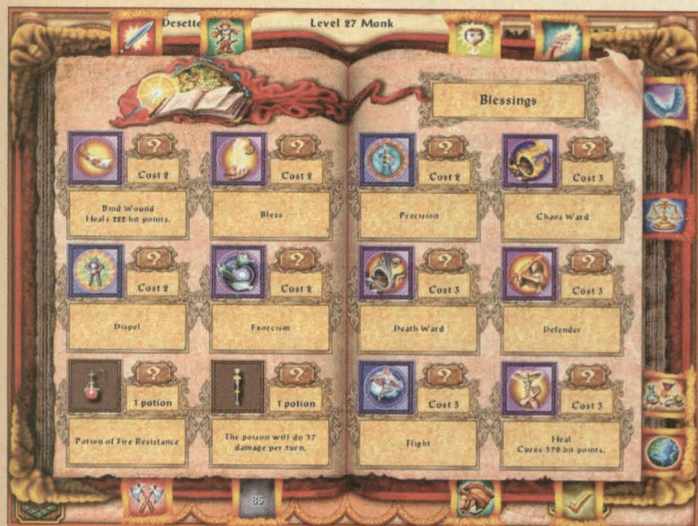 Desette
Level 27 Monk
Blessings
?
Cost 2
?
Cost 2
Bind Wound
Heals 222 hit points.
Bless
?
Cost 2
?
Cost 3
Precision
Chaos Ward
?
Cost 2
?
Cost 2
Dispel
Exorcism
?
Cost 3
?
Cost 3
Death Ward
Defender
?
1 potion
?
1 potion
Potion of Fire Resistance
The poison will do 37
damage per turn.
?
Cost 3
?
Cost 3
Flight
Heal
Cures 370 hit points.